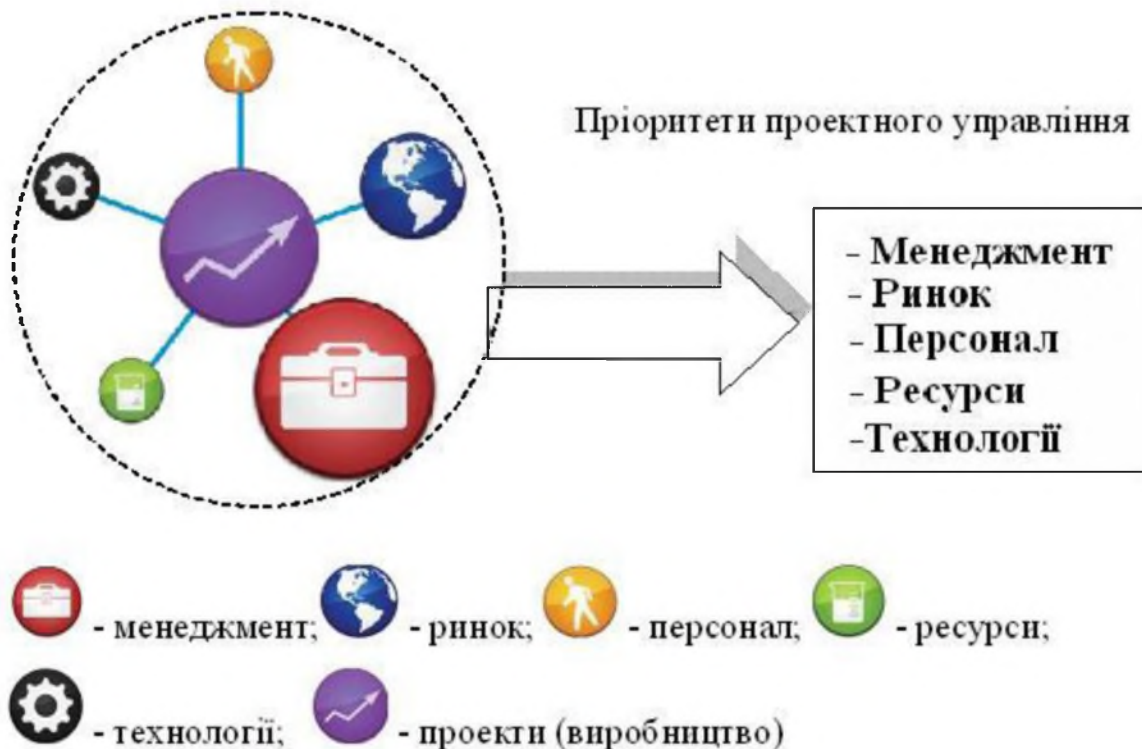 Пріоритети проектного управління
- Менеджмент
- Ринок
- Персонал
- Ресурси
-Технології
- менеджмент; - ринок; - персонал; - ресурси;
- технології; - проекти (виробництво)